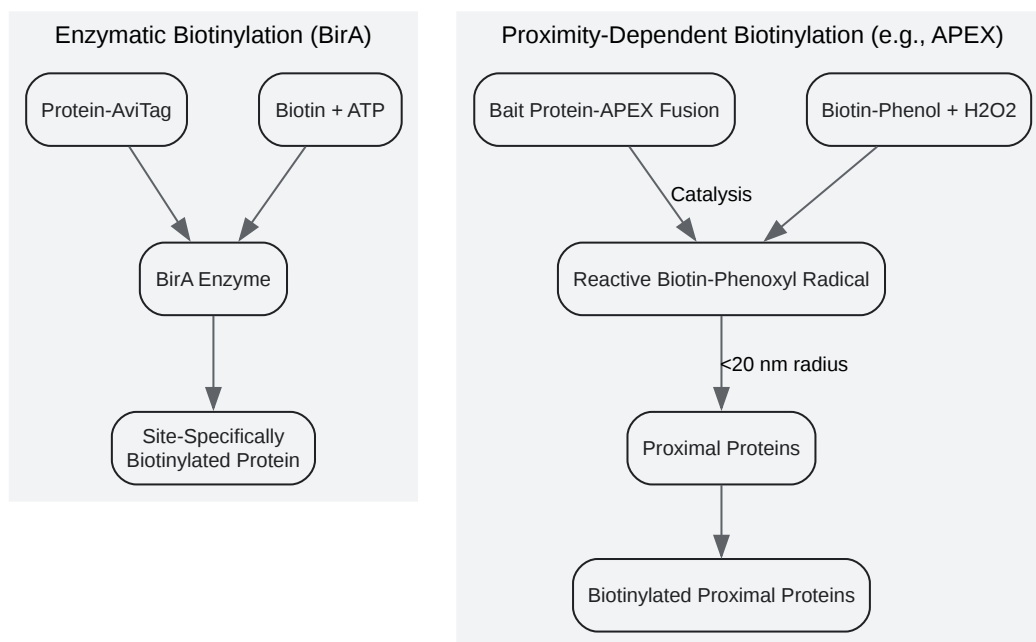 Enzymatic Biotinylation (BirA)
Protein-AviTag
Biotin + ATP
BirA Enzyme
Site-Specifically
Biotinylated Protein
Proximity-Dependent Biotinylation (e.g., APEX)
Bait Protein-APEX Fusion
Biotin-Phenol + H2O2
Catalysis
Reactive Biotin-Phenoxyl Radical
<20 nm radius
Proximal Proteins
Biotinylated Proximal Proteins